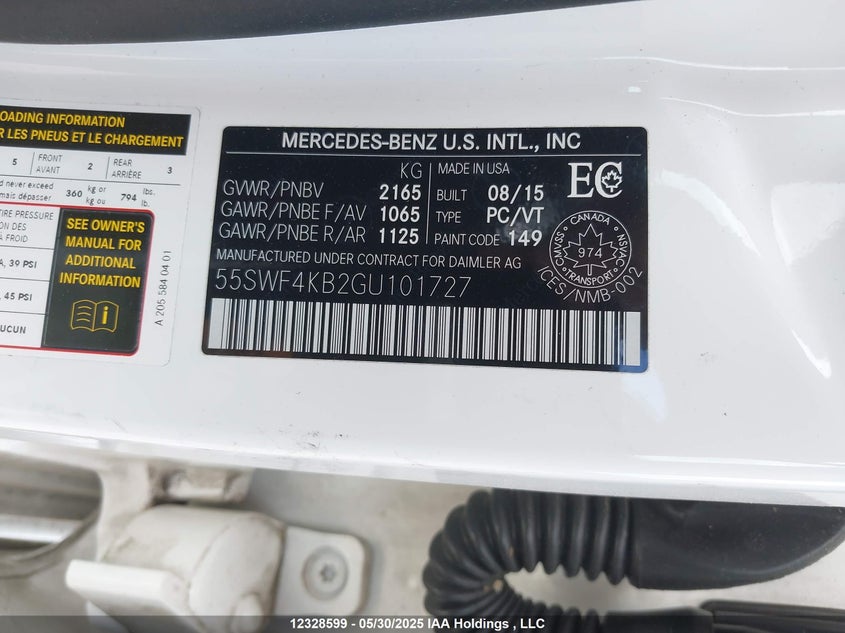 OADING INFORMATION
R LES PNEUS ET LE CHARGEMENT
5 FRONT AVANT 2 REAR ARRIÈRE 3
d never exceed
mais dépasser 360 kg or kg ou 794 lbs. lb.
TIRE PRESSURE
ON DES
À FROID
A, 39 PSI
, 45 PSI
UCUN
SEE OWNER'S
MANUAL FOR
ADDITIONAL
INFORMATION
A 205 584 04 01
MERCEDES-BENZ U.S. INTL., INC
KG MADE IN USA
GVWR/PNBV 2165 BUILT 08/15
GAWR/PNBE F/AV 1065 TYPE PC/VT
GAWR/PNBE R/AR 1125 PAINT CODE 149
MANUFACTURED UNDER CONTRACT FOR DAIMLER AG
55SWF4KB2GU101727
EC
CANADA
CMVSS
974
NSVAC
TRANSPORT
ICES/NMB-002
12328599 - 05/30/2025 IAA Holdings , LLC